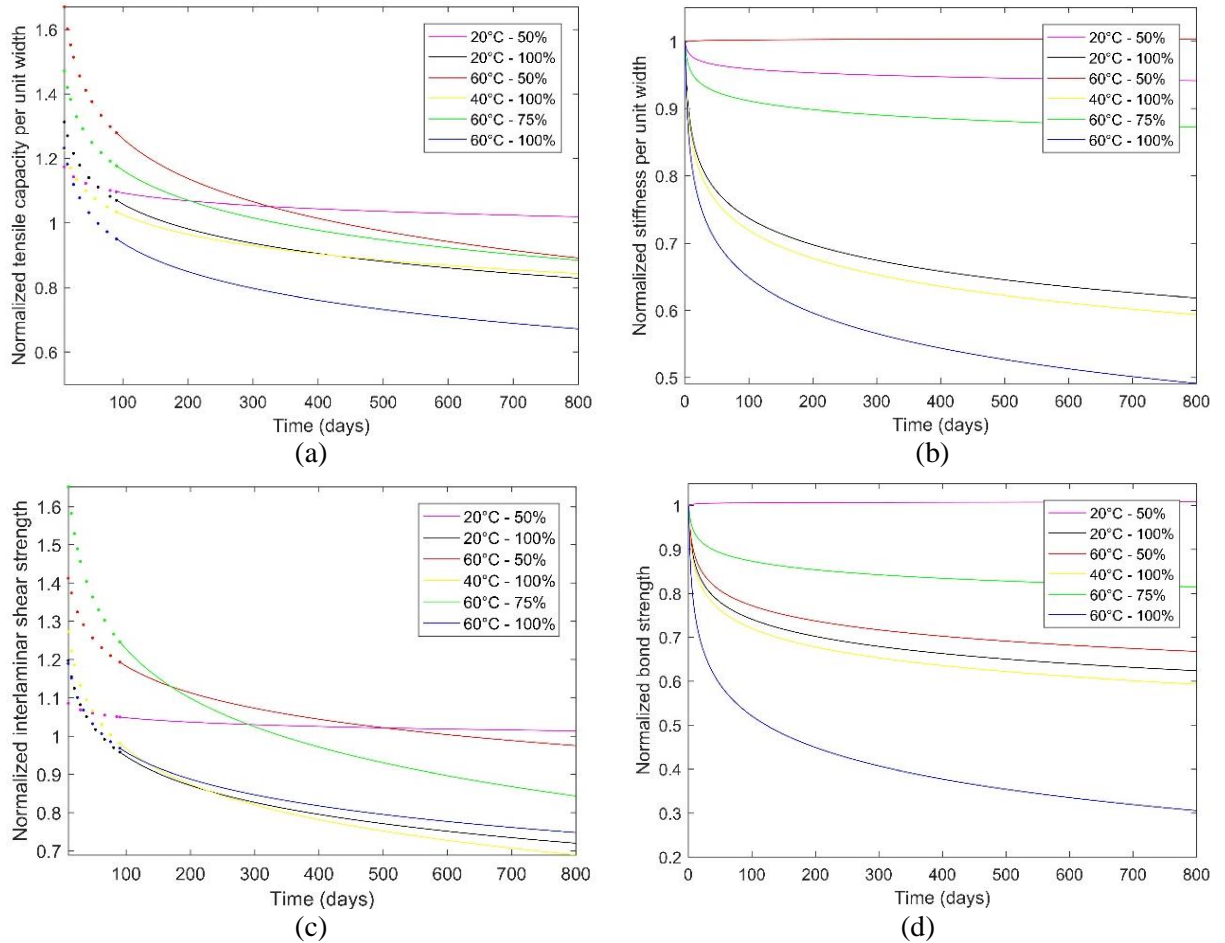 Normalized tensile capacity per unit width
1.6
1.4
1.2
1
0.8
0.6
100 200 300 400 500 600 700 800
Time (days)
20°C - 50%
20°C - 100%
60°C - 50%
40°C - 100%
60°C - 75%
60°C - 100%
(a)
Normalized stiffness per unit width
1
0.9
0.8
0.7
0.6
0.5
0 100 200 300 400 500 600 700 800
Time (days)
20°C - 50%
20°C - 100%
60°C - 50%
40°C - 100%
60°C - 75%
60°C - 100%
(b)
Normalized interlaminar shear strength
1.6
1.5
1.4
1.3
1.2
1.1
1
0.9
0.8
0.7
100 200 300 400 500 600 700 800
Time (days)
20°C - 50%
20°C - 100%
60°C - 50%
40°C - 100%
60°C - 75%
60°C - 100%
(c)
Normalized bond strength
1
0.9
0.8
0.7
0.6
0.5
0.4
0.3
0.2
0 100 200 300 400 500 600 700 800
Time (days)
20°C - 50%
20°C - 100%
60°C - 50%
40°C - 100%
60°C - 75%
60°C - 100%
(d)